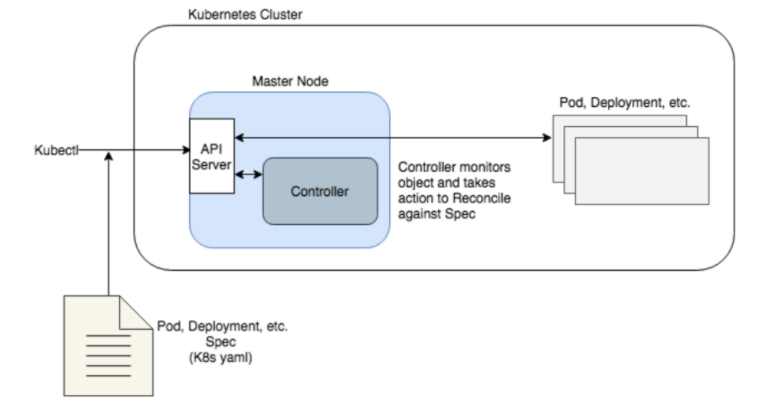 Kubernetes Cluster
Master Node
Pod, Deployment, etc.
Kubectl
API
Server
Controller
Controller monitors
object and takes
action to Reconcile
against Spec
Pod, Deployment, etc.
Spec
(K8s yaml)